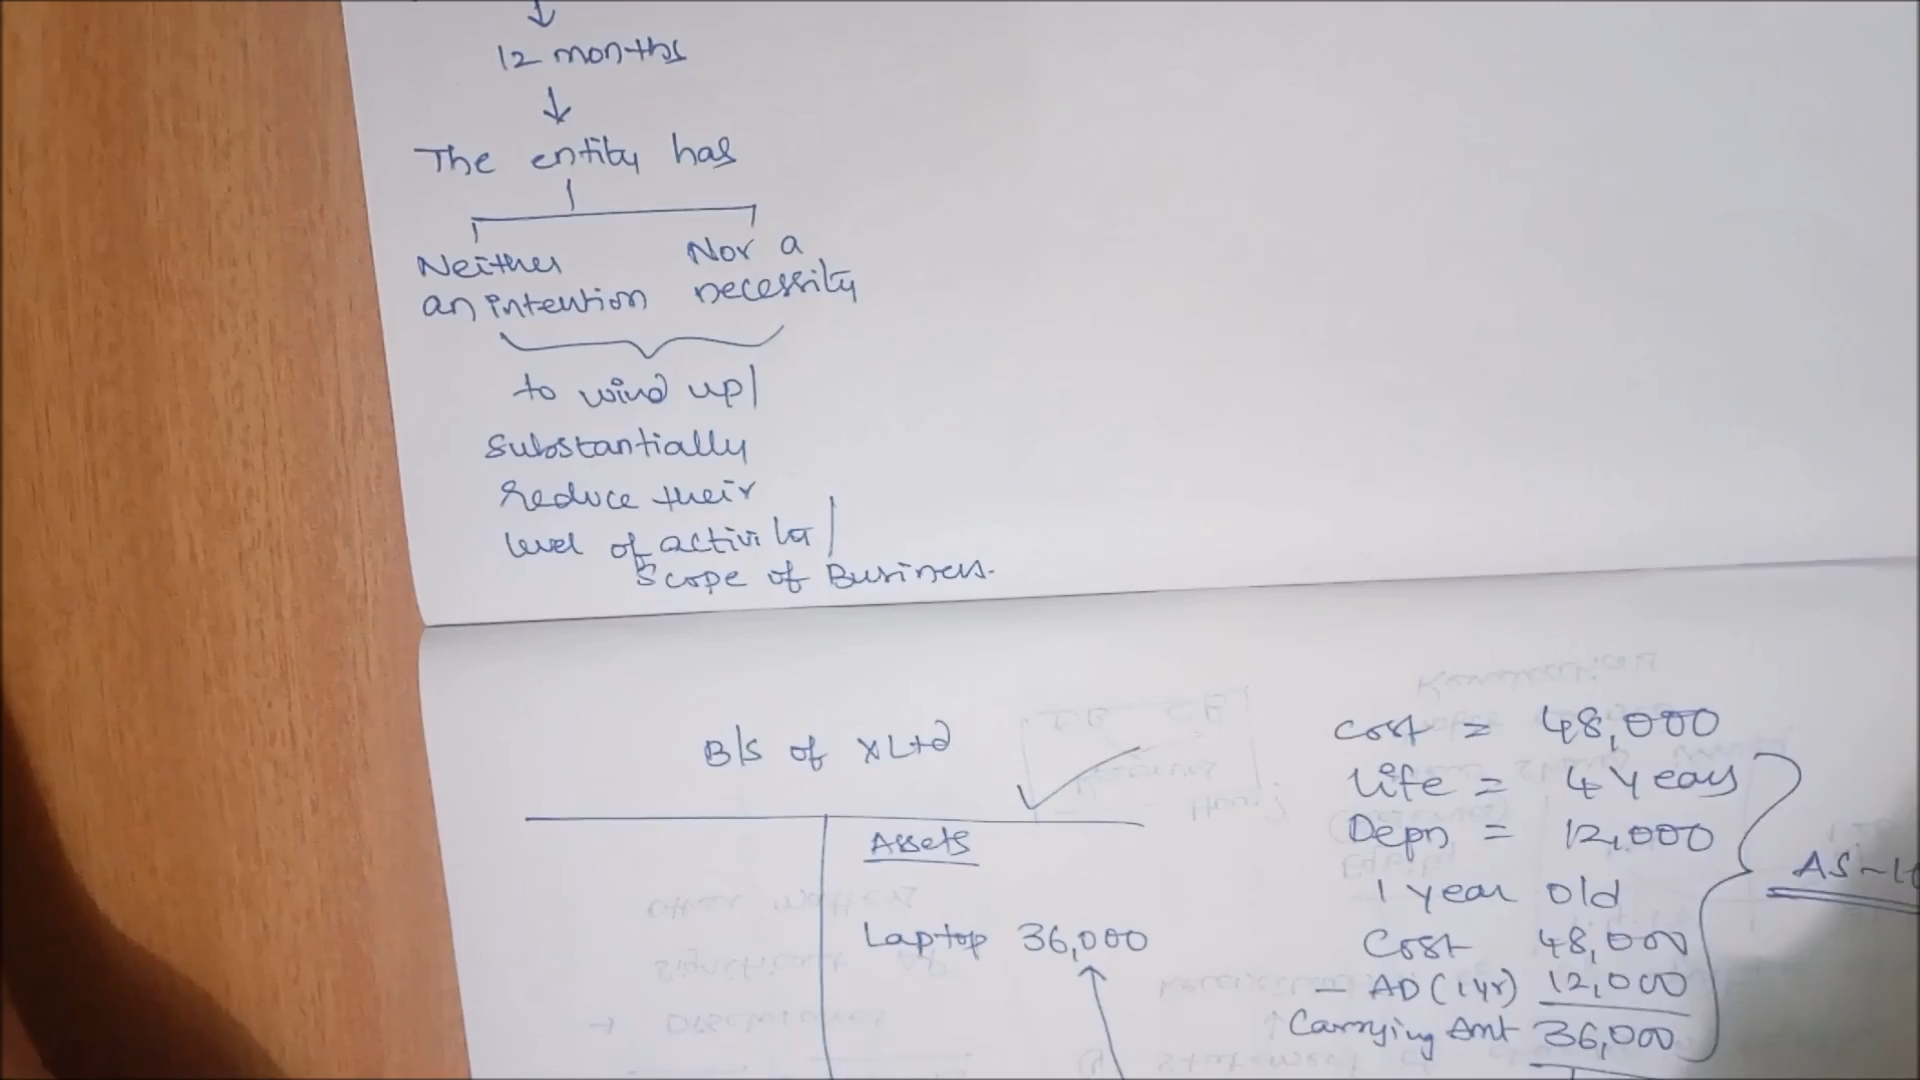 12 months
The entity has
Neither Nor a
an intention necessity
to wind up/
substantially
reduce their
level of activity/
Scope of Business.
B/S of X Ltd
Assets
Laptop 36,000
Cost = 48,000
Life = 4 Years
Depn = 12,000
1 year old
Cost 48,000
- AD (1yr) 12,000
Carrying Amt 36,000